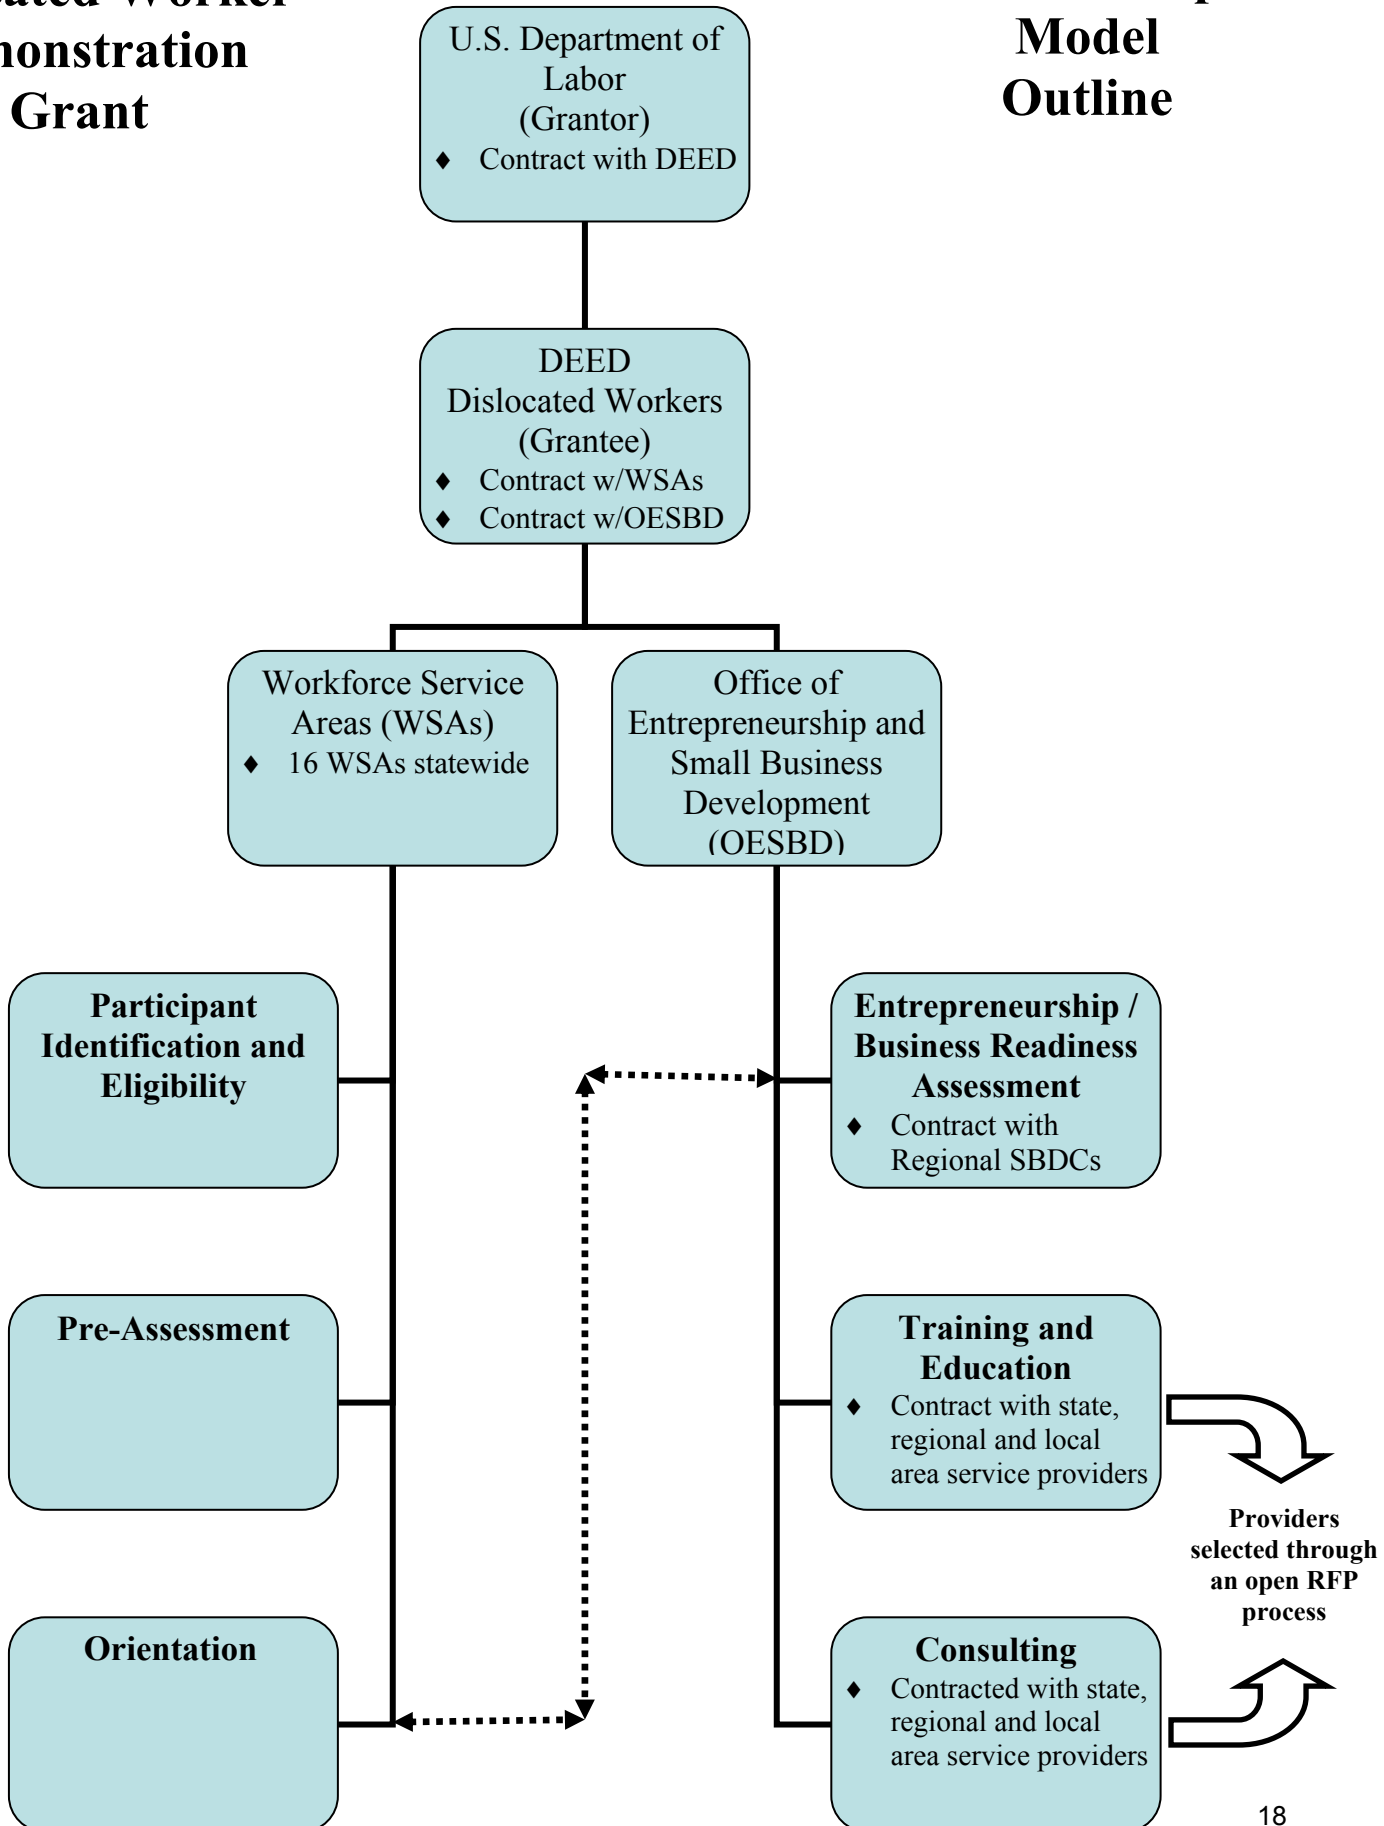 Grant
Model
Outline
U.S. Department of
Labor
(Grantor)
♦ Contract with DEED
DEED
Dislocated Workers
(Grantee)
♦ Contract w/WSAs
♦ Contract w/OESBD
Workforce Service
Areas (WSAs)
♦ 16 WSAs statewide
Office of
Entrepreneurship and
Small Business
Development
(OESBD)
Participant
Identification and
Eligibility
Pre-Assessment
Orientation
Entrepreneurship /
Business Readiness
Assessment
♦ Contract with
Regional SBDCs
Training and
Education
♦ Contract with state,
regional and local
area service providers
Consulting
♦ Contracted with state,
regional and local
area service providers
Providers
selected through
an open RFP
process
18